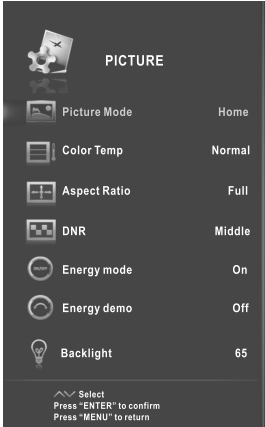 PICTURE
Picture Mode Home
Color Temp Normal
Aspect Ratio Full
DNR Middle
Energy mode On
Energy demo Off
Backlight 65
Select
Press “ENTER” to confirm
Press “MENU” to return